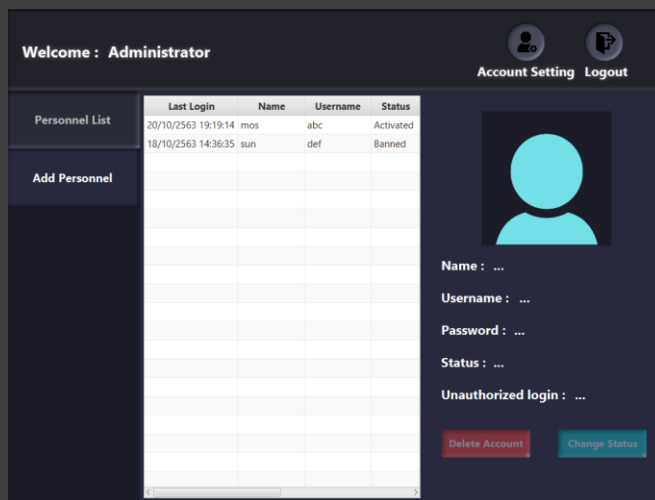 Welcome : Administrator
Account Setting
Logout
Personnel List
Add Personnel
Last Login Name Username Status
20/10/2563 19:19:14 mos abc Activated
18/10/2563 14:36:35 sun def Banned
Name : ...
Username : ...
Password : ...
Status : ...
Unauthorized login : ...
Delete Account
Change Status